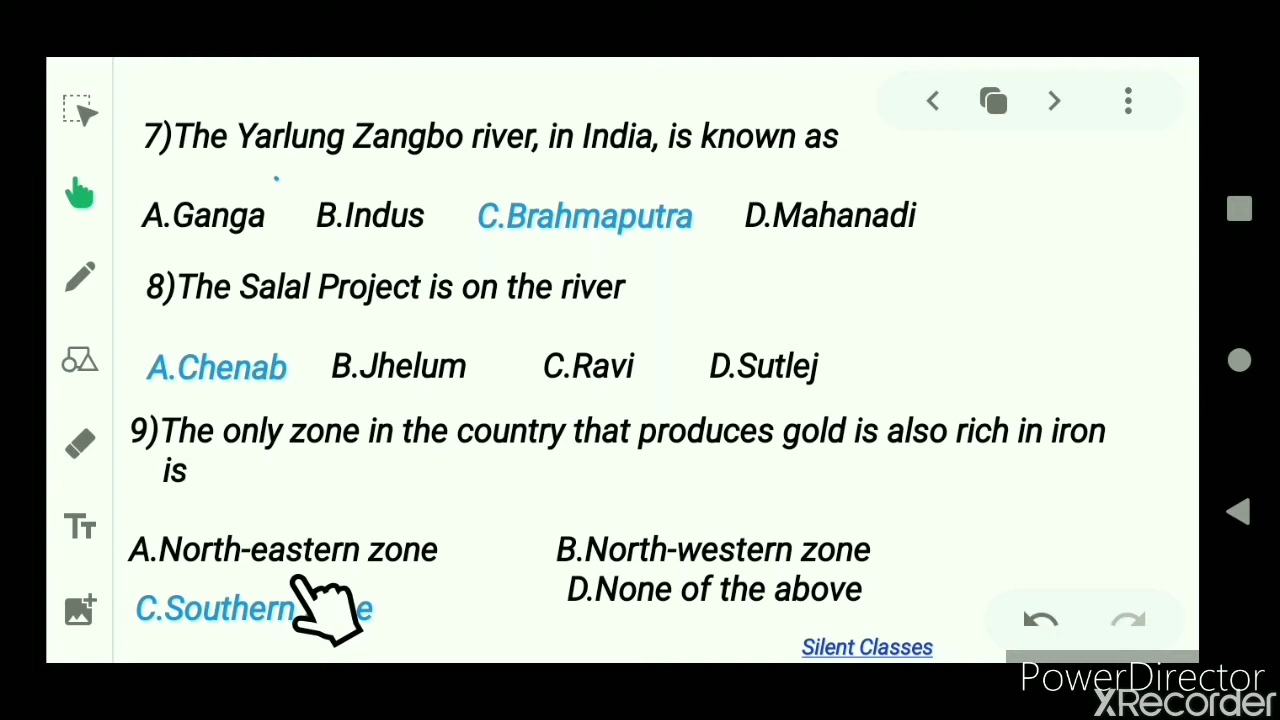 7)The Yarlung Zangbo river, in India, is known as
A.Ganga B.Indus C.Brahmaputra D.Mahanadi
8)The Salal Project is on the river
A.Chenab B.Jhelum C.Ravi D.Sutlej
9)The only zone in the country that produces gold is also rich in iron
is
A.North-eastern zone B.North-western zone
C.Southern D.None of the above
Silent Classes
TT
PowerDirector
XRecorder